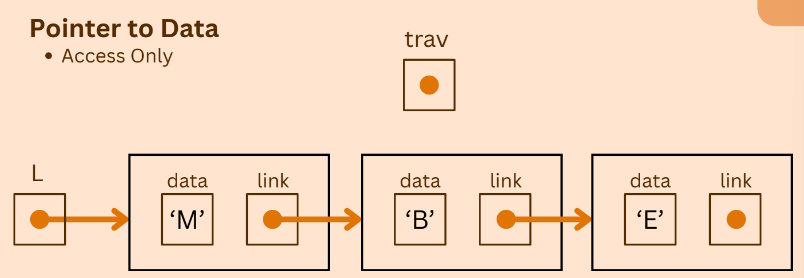 Pointer to Data
• Access Only
trav
L
data link
‘M’
data link
‘B’
data link
‘E’